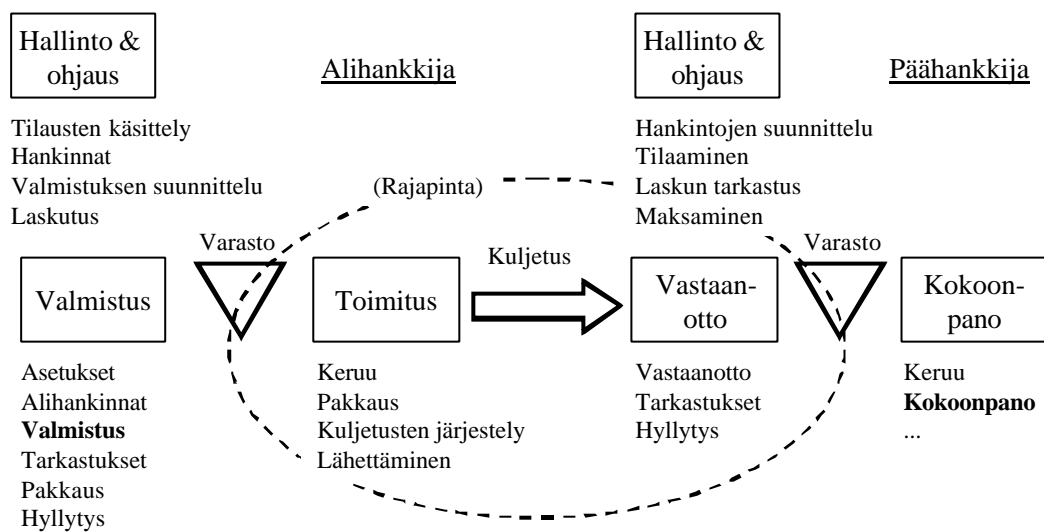 Hallinto &
ohjaus
Alihankkija
Hallinto &
ohjaus
Päähankkija
Tilausten käsittely
Hankinnat
Valmistuksen suunnittelu
Laskutus
(Rajapinta)
Hankintojen suunnittelu
Tilaaminen
Laskun tarkastus
Maksaminen
Varasto
Kuljetus
Varasto
Valmistus
Toimitus
Vastaan-
otto
Kokoon-
pano
Asetukset
Alihankinnat
Valmistus
Tarkastukset
Pakkaus
Hyllytys
Keruu
Pakkaus
Kuljetusten järjestely
Lähettäminen
Vastaanotto
Tarkastukset
Hyllytys
Keruu
Kokoonpano
...